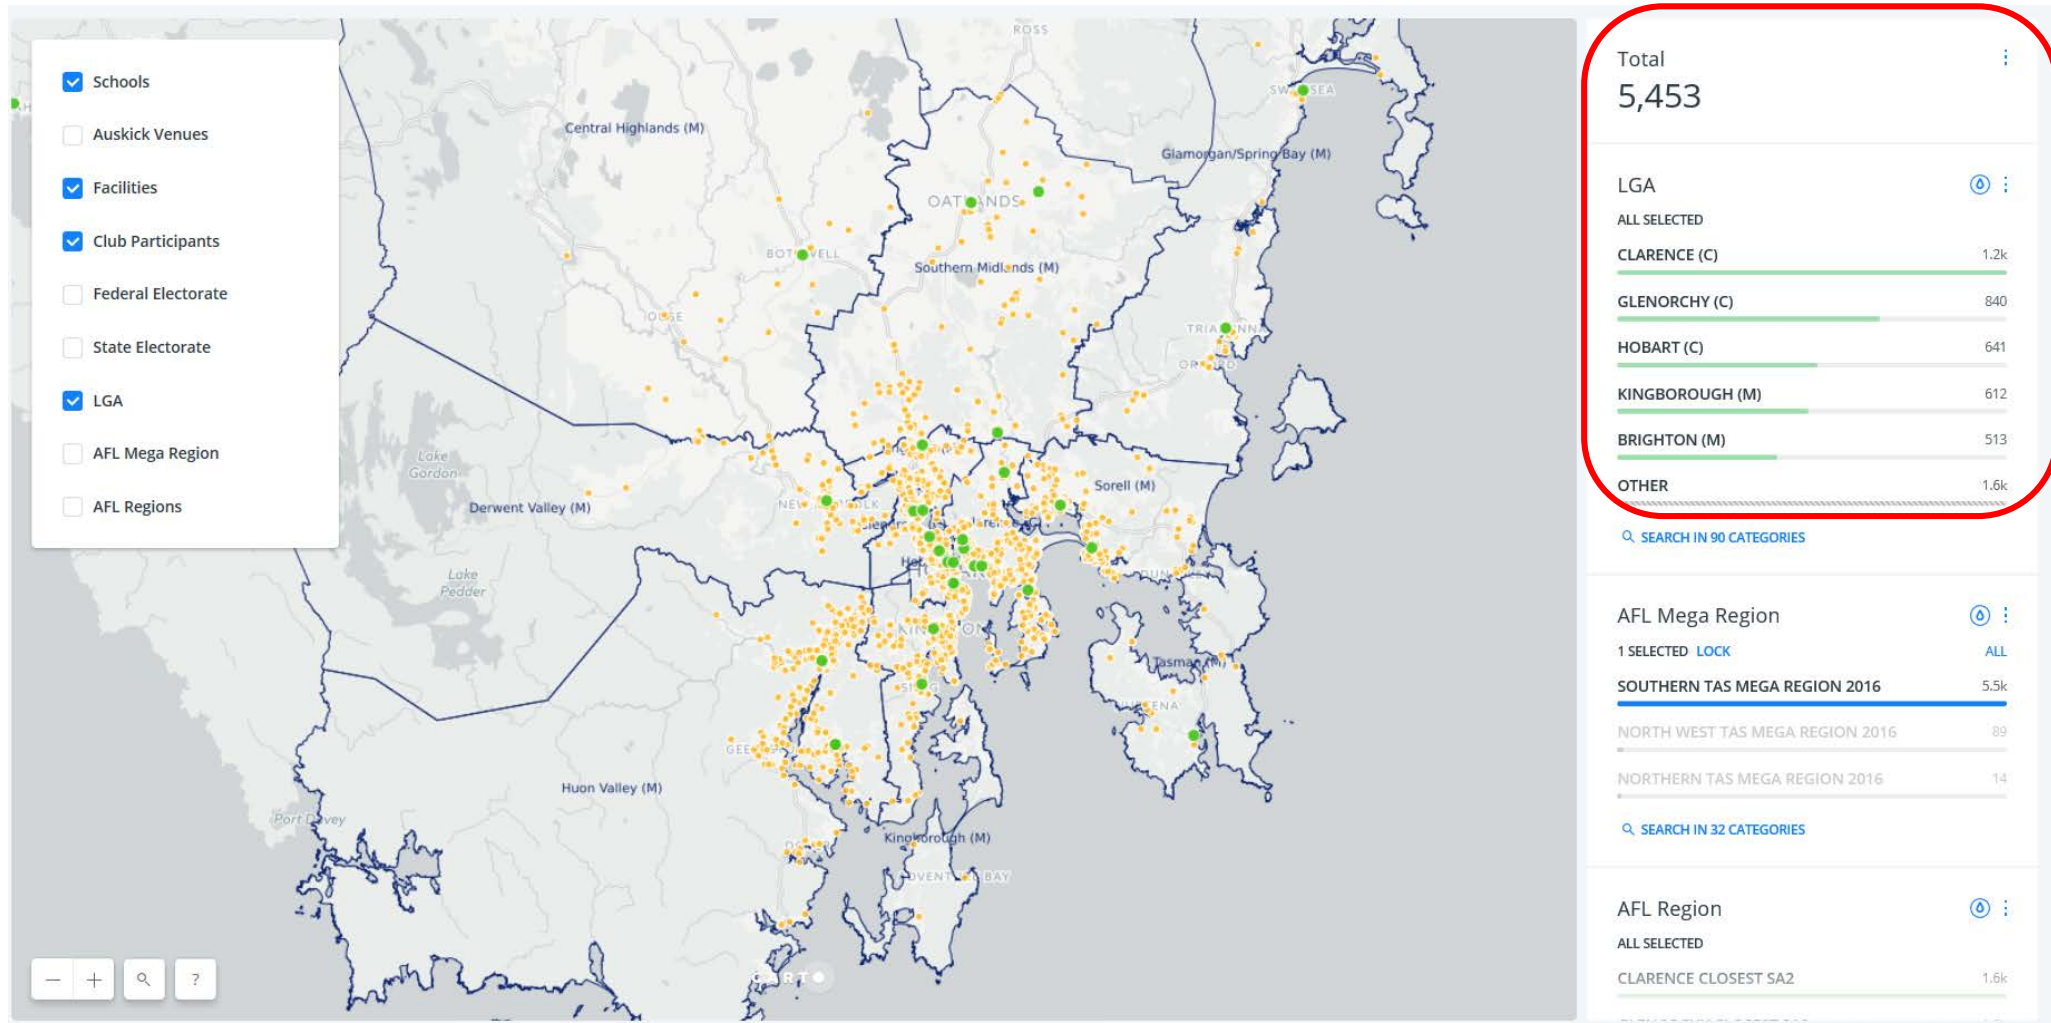 Schools
Auskick Venues
Facilities
Club Participants
Federal Electorate
State Electorate
LGA
AFL Mega Region
AFL Regions
ROSS
Central Highlands (M)
Glamorgan/Spring Bay (M)
Southern Midlands (M)
Lake
Gordon
Derwent Valley (M)
Sorell (M)
Lake
Pedder
Tasman (M)
Huon Valley (M)
Port Davey
Kingborough (M)
?
Total
5,453
LGA
ALL SELECTED
CLARENCE (C) 1.2k
GLENORCHY (C) 840
HOBART (C) 641
KINGBOROUGH (M) 612
BRIGHTON (M) 513
OTHER 1.6k
SEARCH IN 90 CATEGORIES
AFL Mega Region
1 SELECTED LOCK ALL
SOUTHERN TAS MEGA REGION 2016 5.5k
NORTH WEST TAS MEGA REGION 2016 89
NORTHERN TAS MEGA REGION 2016 14
SEARCH IN 32 CATEGORIES
AFL Region
ALL SELECTED
CLARENCE CLOSEST SA2 1.6k